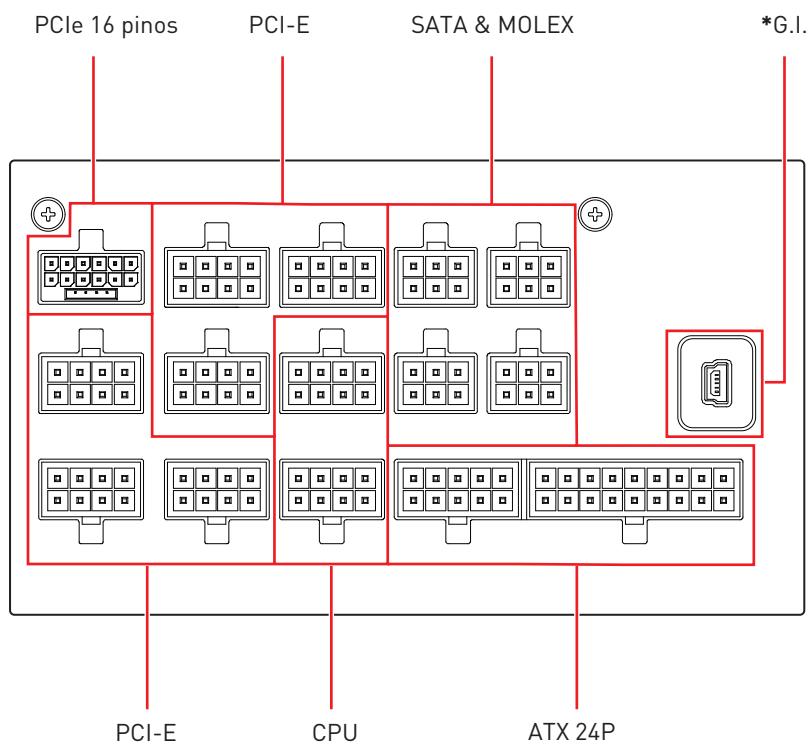 PCIe 16 pinos
PCI-E
SATA & MOLEX
*G.I.
PCI-E
CPU
ATX 24P